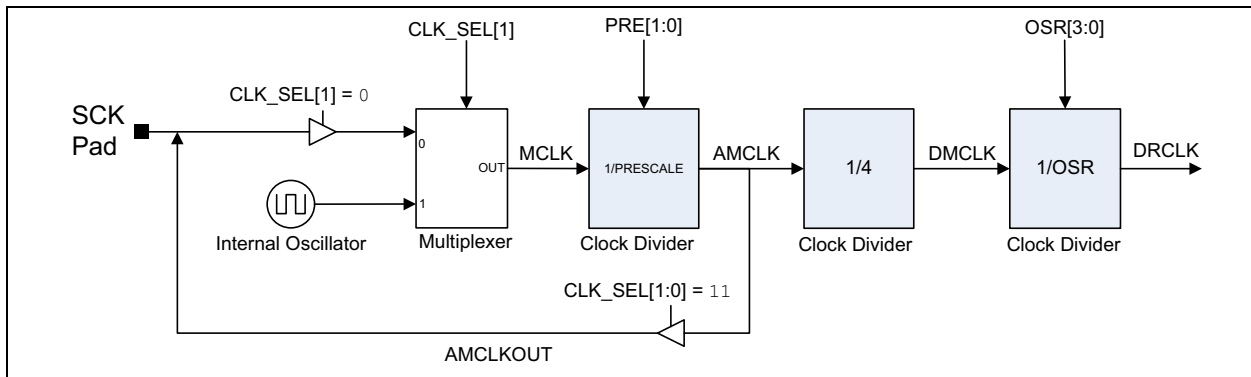 CLK_SEL[1]
PRE[1:0]
OSR[3:0]
CLK_SEL[1] = 0
SCK
Pad
0
OUT
MCLK
1/PRESCALE
AMCLK
1/4
DMCLK
1/OSR
DRCLK
1
Internal Oscillator
Multiplexer
Clock Divider
Clock Divider
Clock Divider
CLK_SEL[1:0] = 11
AMCLKOUT